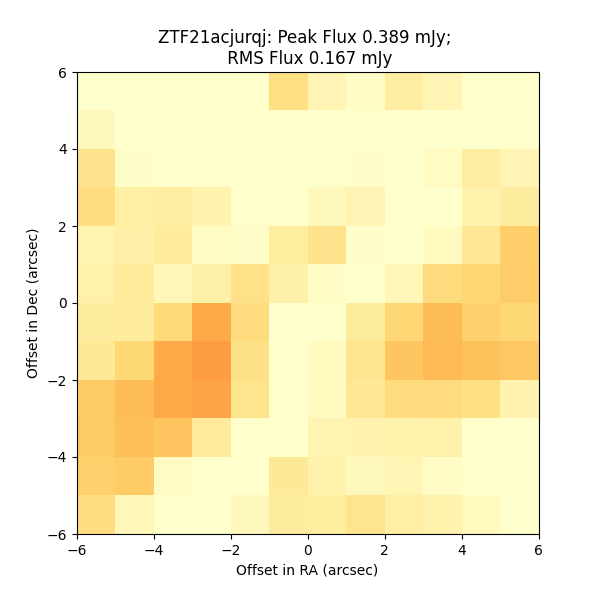 ZTF21acjurqj: Peak Flux 0.389 mJy;
RMS Flux 0.167 mJy
6
4
2
0
−2
−4
−6
Offset in Dec (arcsec)
−6 −4 −2 0 2 4 6
Offset in RA (arcsec)